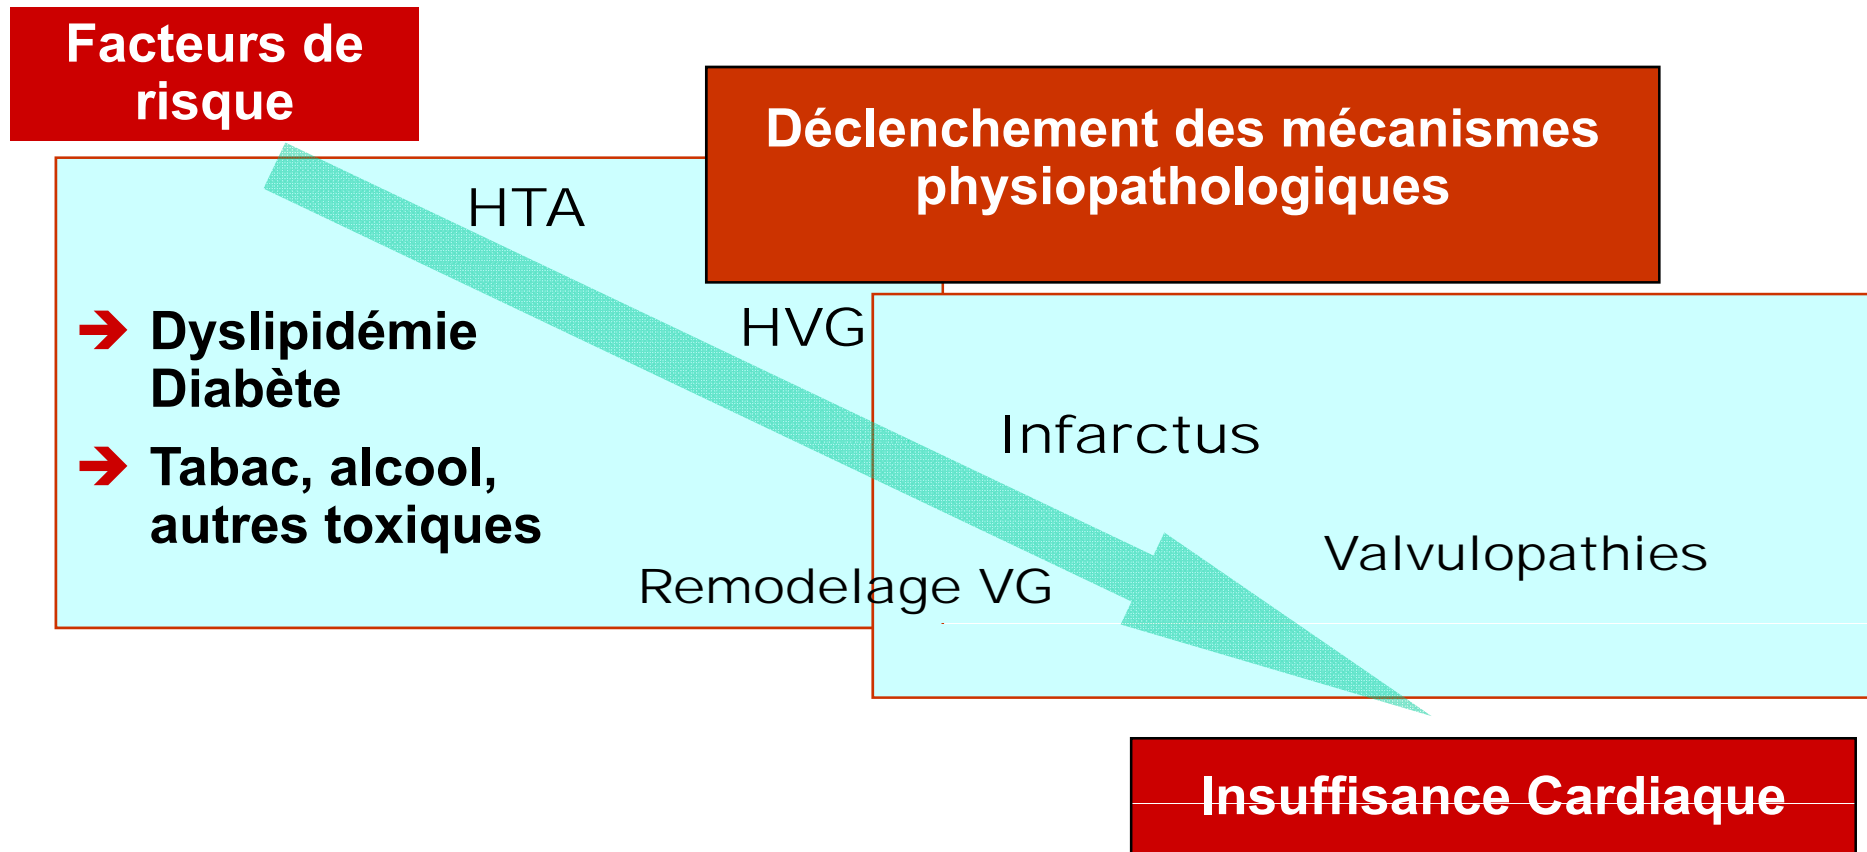 Facteurs de
risque
Déclenchement des mécanismes
physiopathologiques
HTA
HVG
➔ Dyslipidémie
Diabète
➔ Tabac, alcool,
autres toxiques
Infarctus
Valvulopathies
Remodelage VG
Insuffisance Cardiaque